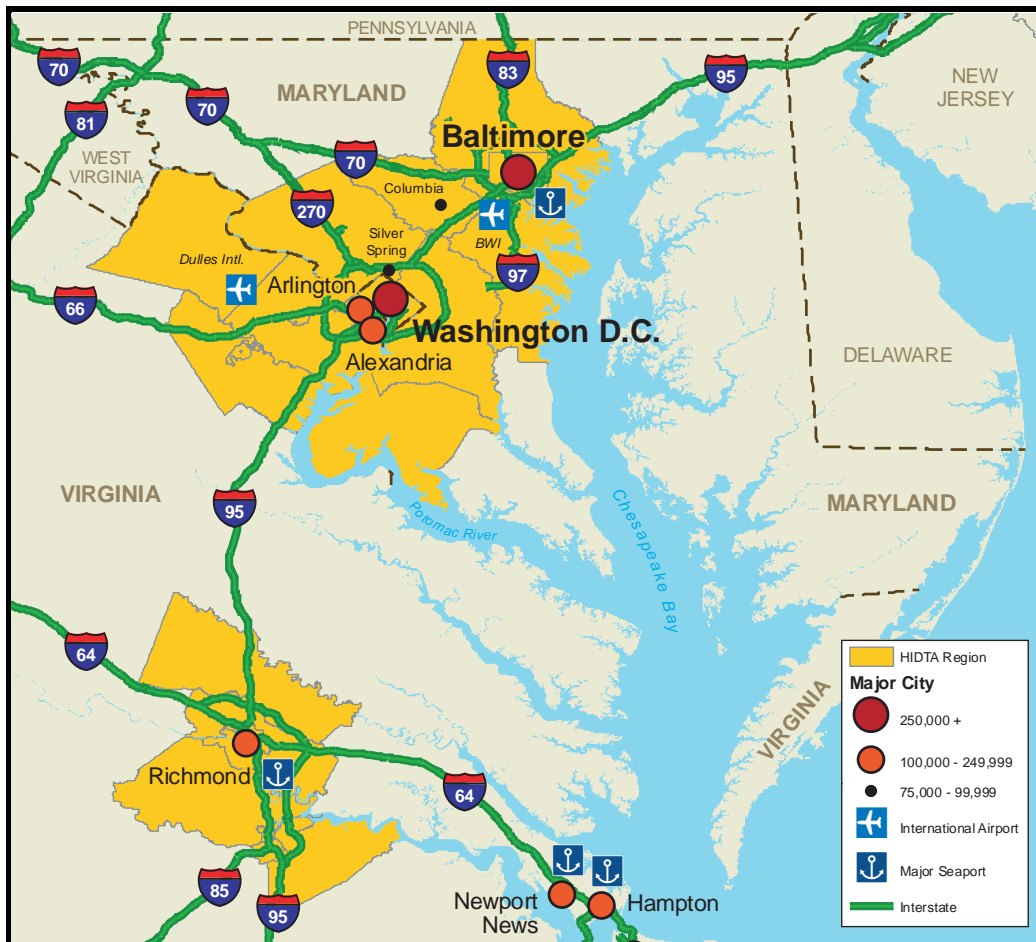 PENNSYLVANIA
70
83
95
NEW
JERSEY
MARYLAND
81
70
Baltimore
WEST
VIRGINIA
70
Columbia
270
Silver
Spring
BWI
Dulles Intl.
97
Arlington
66
Washington D.C.
Alexandria
DELAWARE
VIRGINIA
95
MARYLAND
Potomac River
Chesapeake Bay
64
VIRGINIA
Richmond
64
85
95
Newport
News
Hampton
HIDTA Region
Major City
250,000 +
100,000 - 249,999
75,000 - 99,999
International Airport
Major Seaport
Interstate